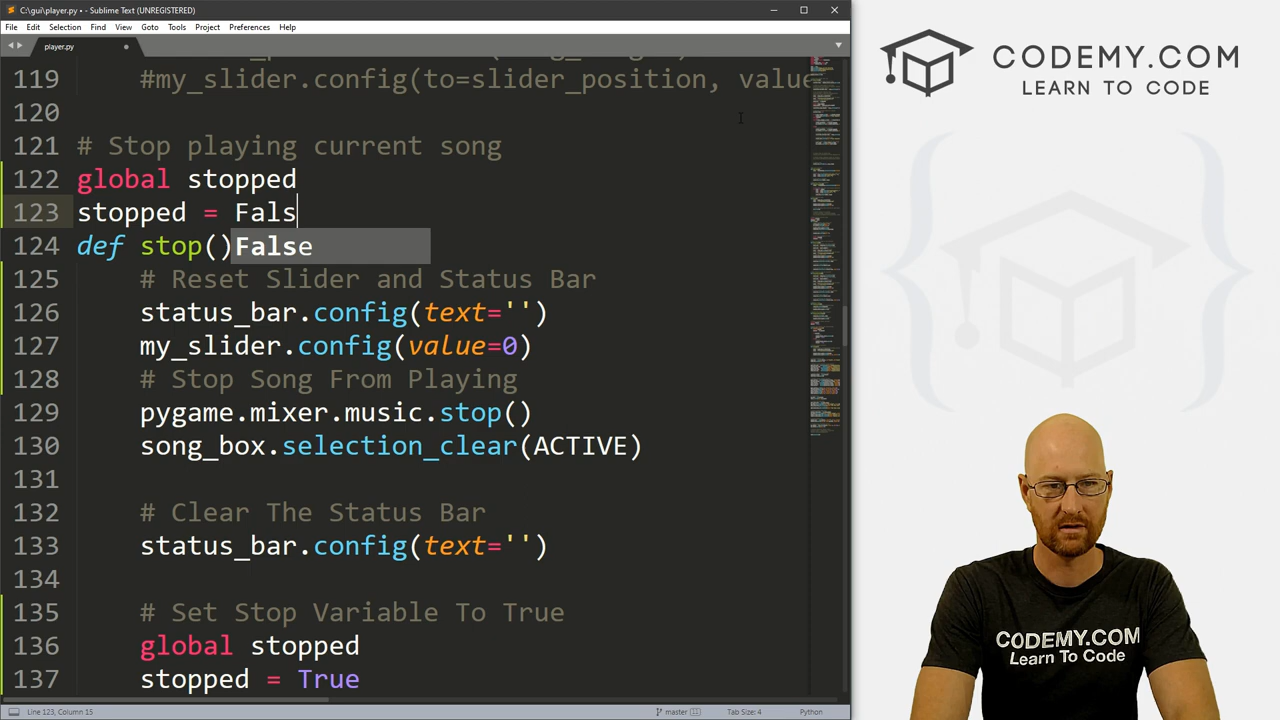 C:\gui\player.py • - Sublime Text (UNREGISTERED)
File Edit Selection Find View Goto Tools Project Preferences Help
player.py
119 #my_slider.config(to=slider_position, value
120
121 # Stop playing current song
122 global stopped
123 stopped = Fals
124 def stop() False
125 # Reset Slider and Status Bar
126 status_bar.config(text='')
127 my_slider.config(value=0)
128 # Stop Song From Playing
129 pygame.mixer.music.stop()
130 song_box.selection_clear(ACTIVE)
131
132 # Clear The Status Bar
133 status_bar.config(text='')
134
135 # Set Stop Variable To True
136 global stopped
137 stopped = True
Line 123, Column 15 master 11 Tab Size: 4 Python
CODEMY.COM
LEARN TO CODE
CODEMY.COM
Learn To Code